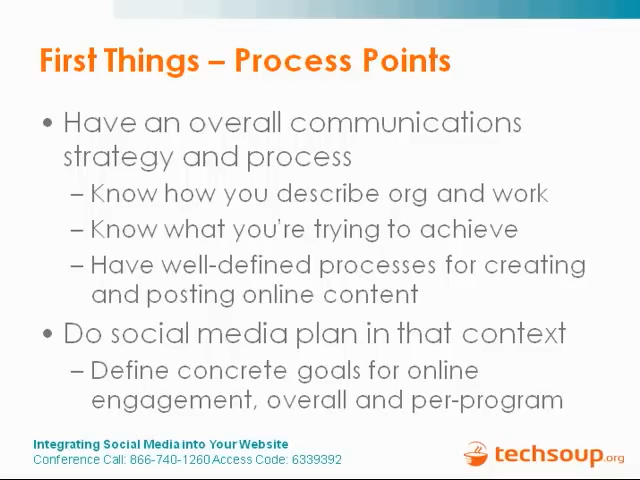 First Things – Process Points
• Have an overall communications
strategy and process
– Know how you describe org and work
– Know what you're trying to achieve
– Have well-defined processes for creating
and posting online content
• Do social media plan in that context
– Define concrete goals for online
engagement, overall and per-program
Integrating Social Media into Your Website
Conference Call: 866-740-1260 Access Code: 6339392
techsoup.org